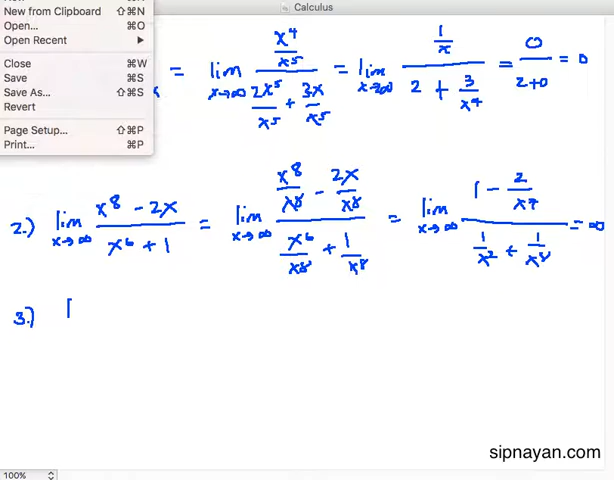 Calculus
New from Clipboard ⇧⌘N
Open... ⌘O
Open Recent ▶
Close ⌘W
Save ⌘S
Save As... ⇧⌘S
Revert
Page Setup... ⇧⌘P
Print... ⌘P
x = lim x→∞ (x⁴/x⁵)/(2x⁵/x⁵ + 3x/x⁵) = lim x→∞ (1/x)/(2 + 3/x⁴) = 0/(2+0) = 0
2.) lim x→∞ (x⁸ - 2x)/(x⁶ + 1) = lim x→∞ (x⁸/x⁸ - 2x/x⁸)/(x⁶/x⁸ + 1/x⁸) = lim x→∞ (1 - 2/x⁷)/(1/x² + 1/x⁸) = ∞
3.)
sipnayan.com
100%